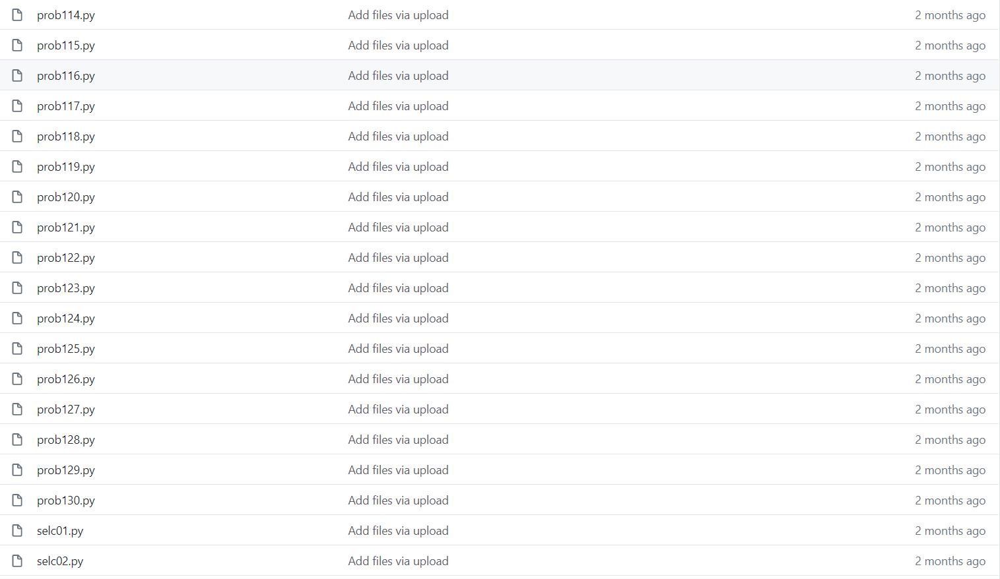 prob114.py Add files via upload 2 months ago
prob115.py Add files via upload 2 months ago
prob116.py Add files via upload 2 months ago
prob117.py Add files via upload 2 months ago
prob118.py Add files via upload 2 months ago
prob119.py Add files via upload 2 months ago
prob120.py Add files via upload 2 months ago
prob121.py Add files via upload 2 months ago
prob122.py Add files via upload 2 months ago
prob123.py Add files via upload 2 months ago
prob124.py Add files via upload 2 months ago
prob125.py Add files via upload 2 months ago
prob126.py Add files via upload 2 months ago
prob127.py Add files via upload 2 months ago
prob128.py Add files via upload 2 months ago
prob129.py Add files via upload 2 months ago
prob130.py Add files via upload 2 months ago
selc01.py Add files via upload 2 months ago
selc02.py Add files via upload 2 months ago